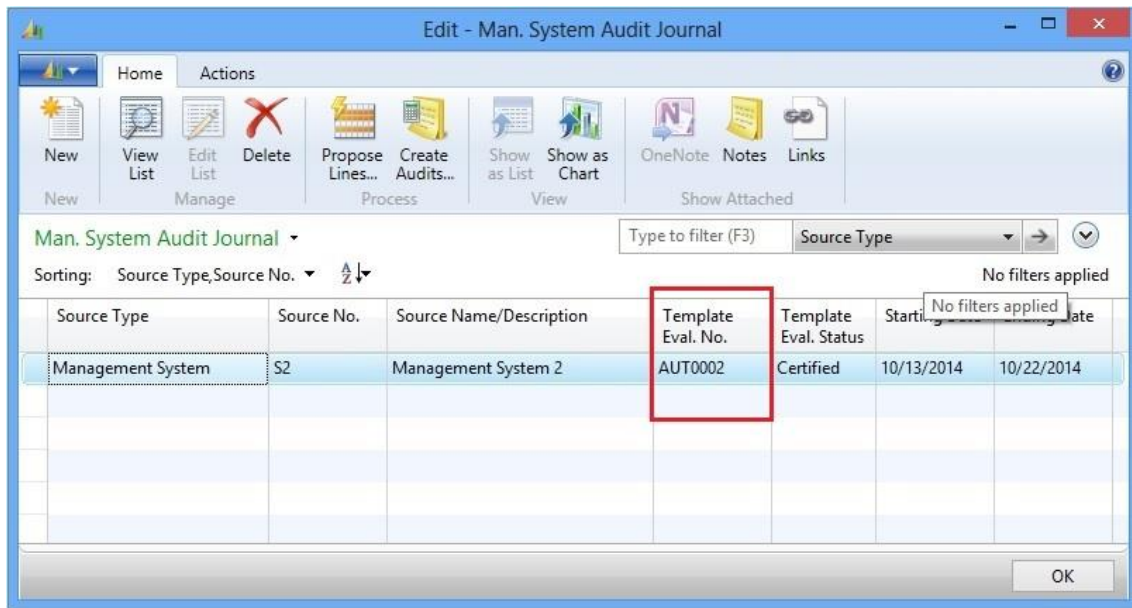 Edit - Man. System Audit Journal
Home Actions
New View List Edit List Delete Propose Lines... Create Audits... Show as List Show as Chart OneNote Notes Links
New Manage Process View Show Attached
Man. System Audit Journal Type to filter (F3) Source Type
Sorting: Source Type,Source No. No filters applied
No filters applied
Source Type Source No. Source Name/Description Template Eval. No. Template Eval. Status
Management System S2 Management System 2 AUT0002 Certified 10/13/2014 10/22/2014
OK